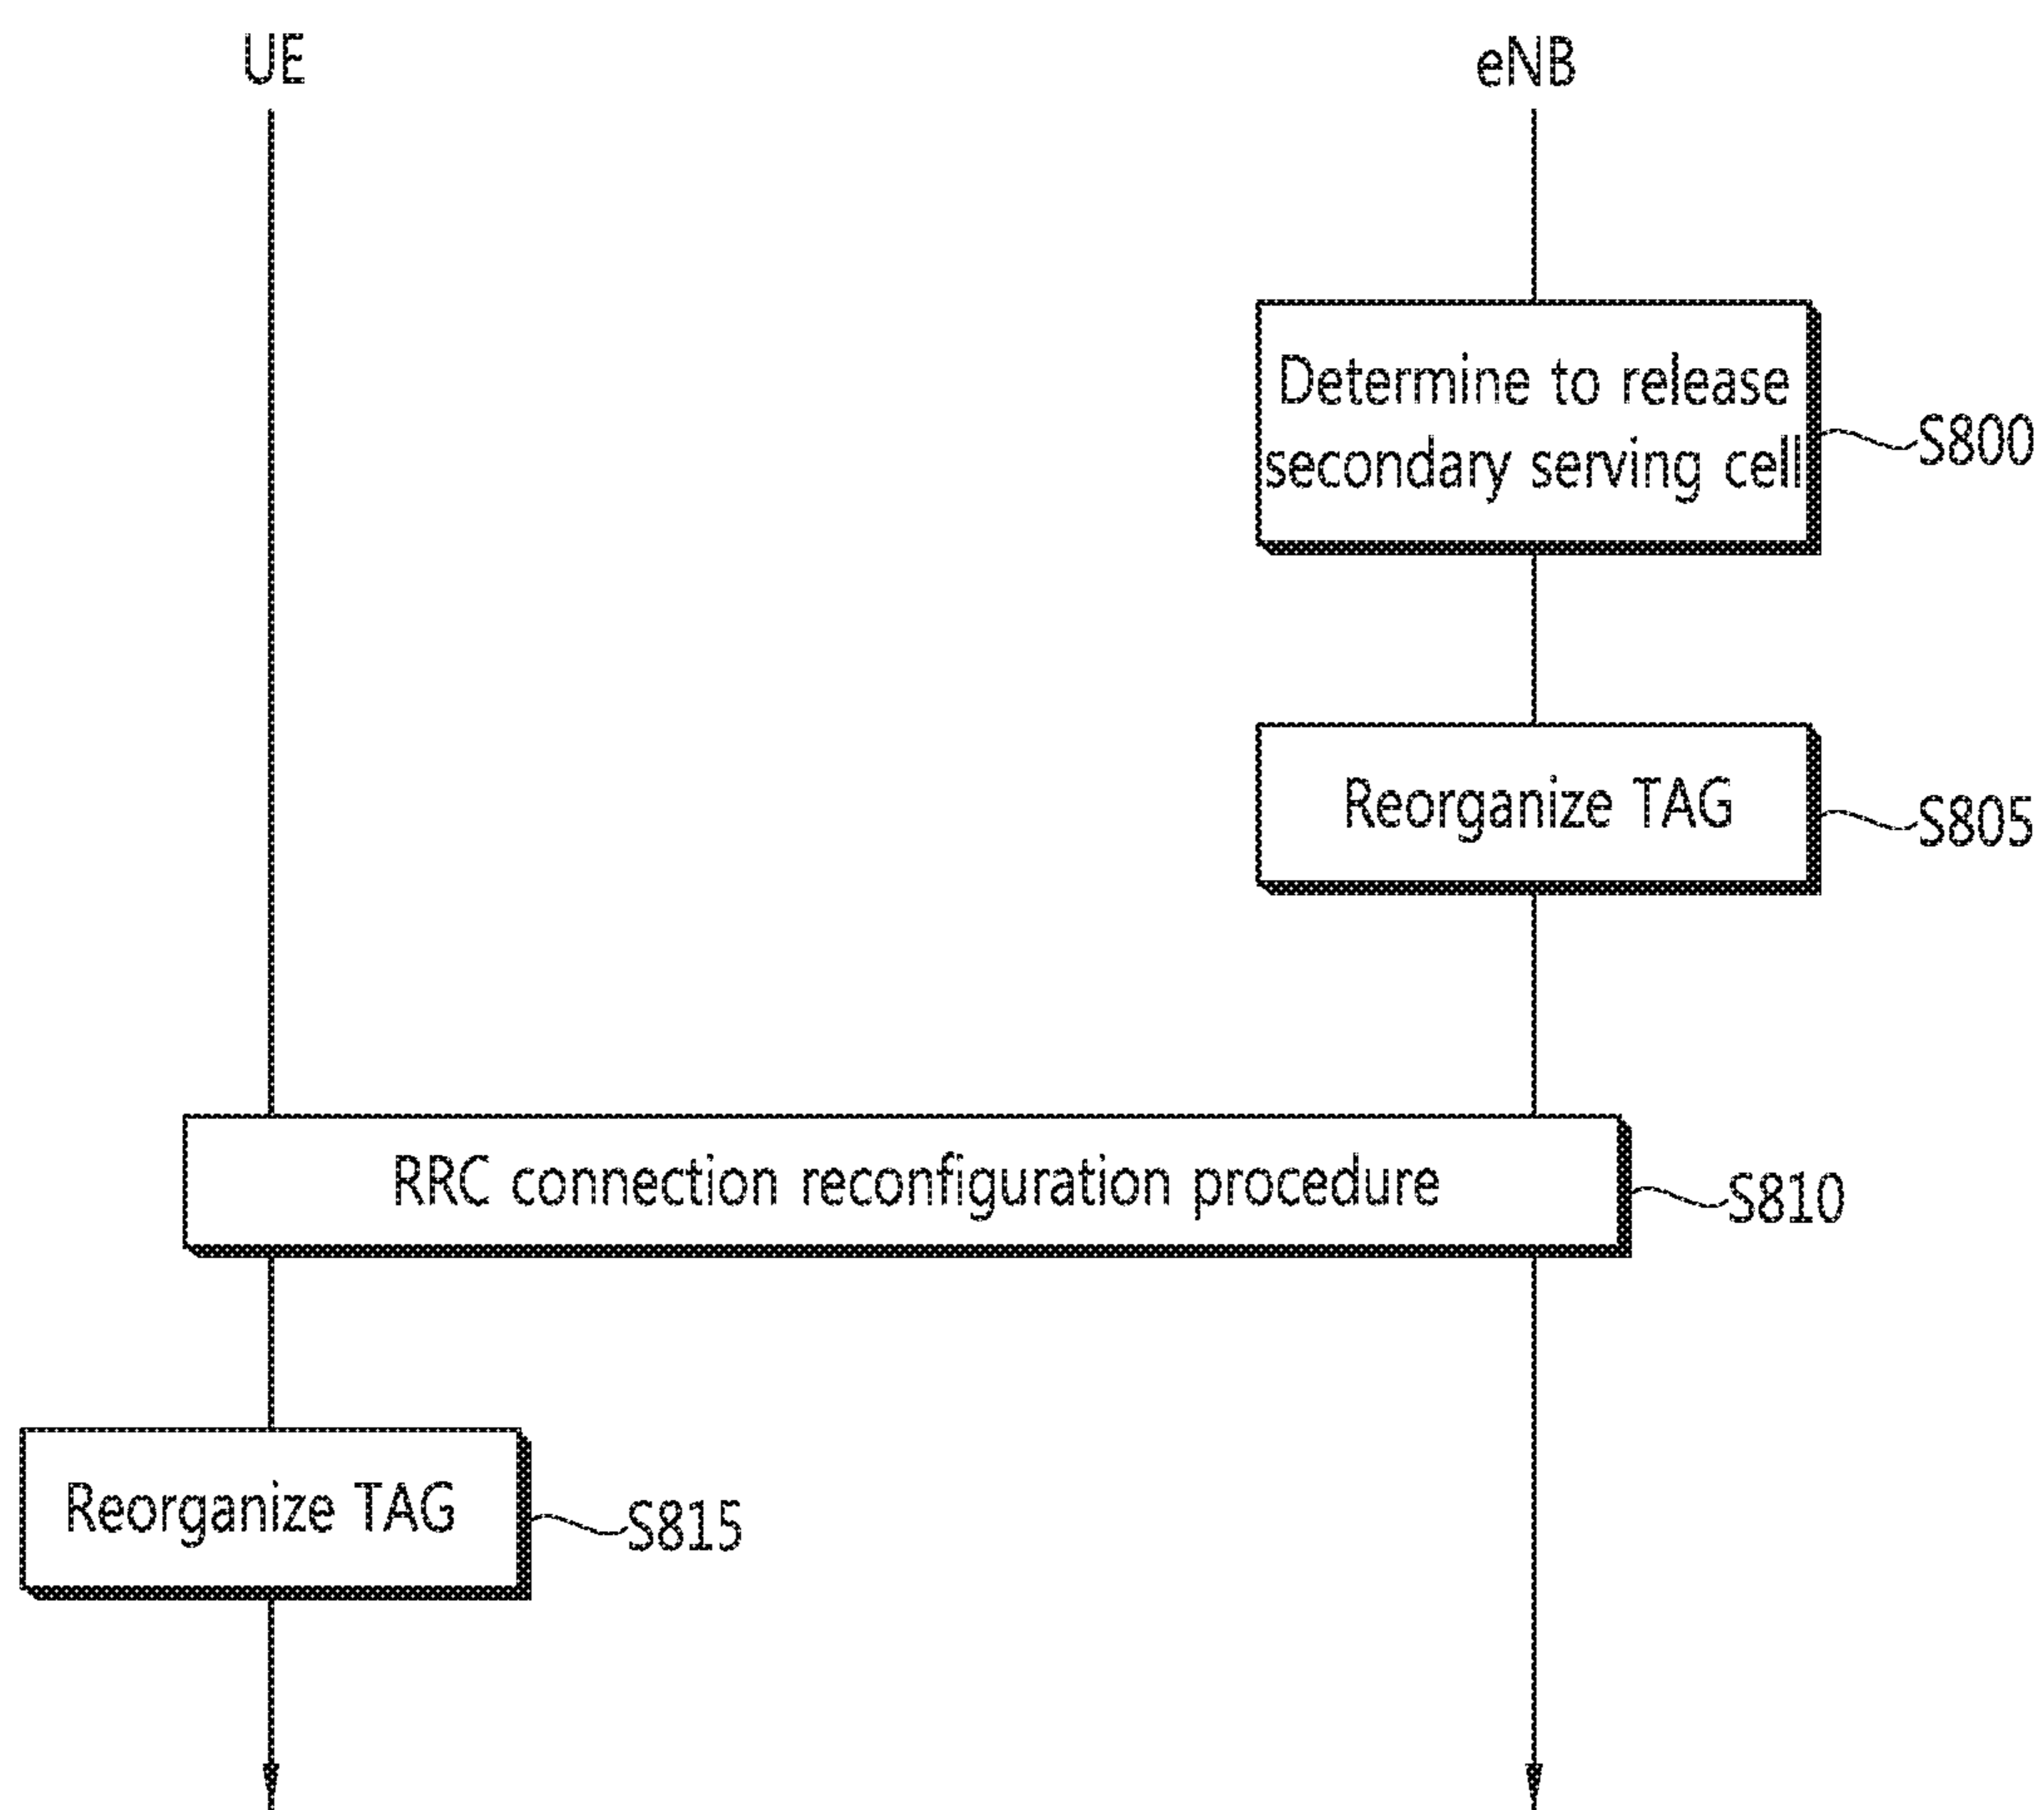 UE
eNB
Determine to release
secondary serving cell
S800
Reorganize TAG
S805
RRC connection reconfiguration procedure
S810
Reorganize TAG
S815